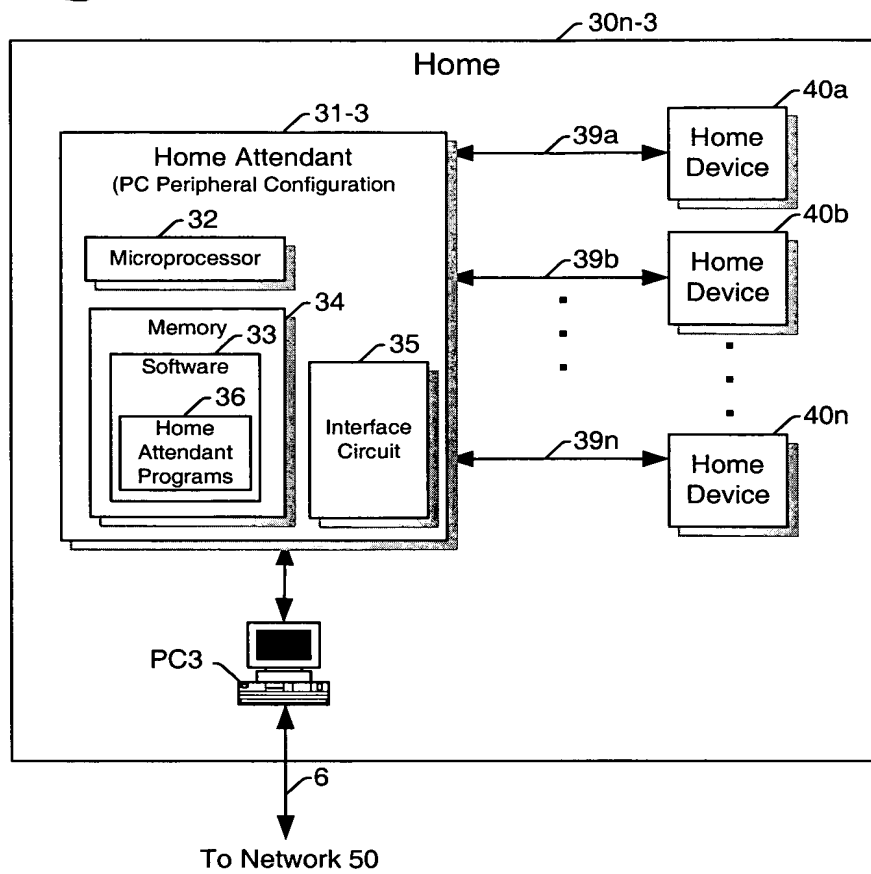 30n-3
Home
31-3
Home Attendant
(PC Peripheral Configuration
32
Microprocessor
34
Memory
33
Software
36
Home
Attendant
Programs
35
Interface
Circuit
39a
40a
Home
Device
39b
40b
Home
Device
39n
40n
Home
Device
PC3
6
To Network 50